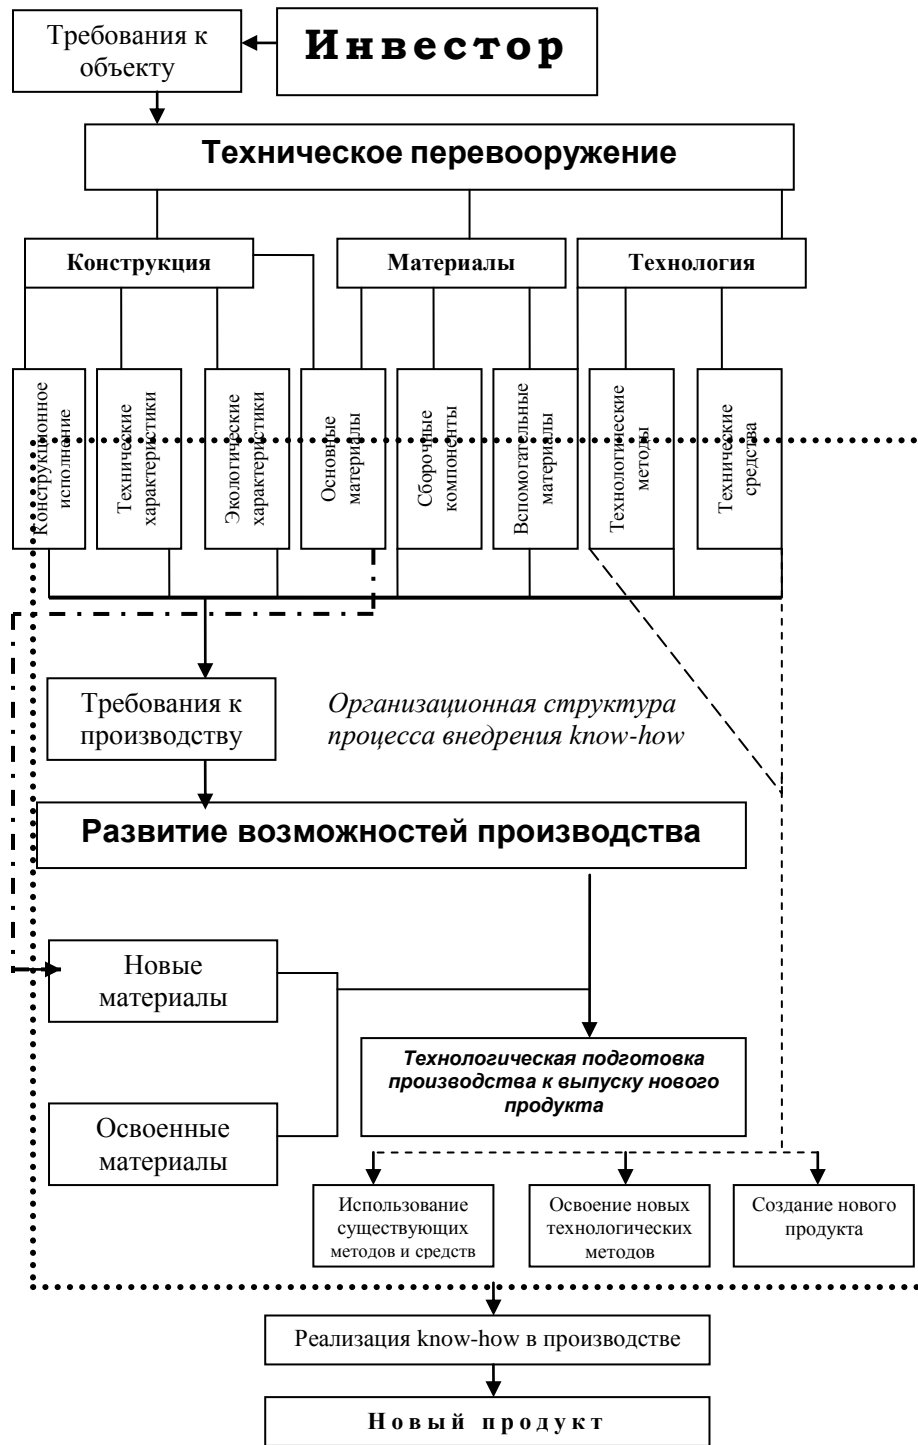 Требования к
объекту
Инвестор
Техническое перевооружение
Конструкция
Материалы
Технология
Конструкционное
исполнение
Технические
характеристики
Экологические
характеристики
Основные
материалы
Сборочные
компоненты
Вспомогательные
материалы
Технологические
методы
Технические
средства
Требования к
производству
Организационная структура
процесса внедрения know-how
Развитие возможностей производства
Новые
материалы
Технологическая подготовка
производства к выпуску нового
продукта
Освоенные
материалы
Использование
существующих
методов и средств
Освоение новых
технологических
методов
Создание нового
продукта
Реализация know-how в производстве
Новый продукт